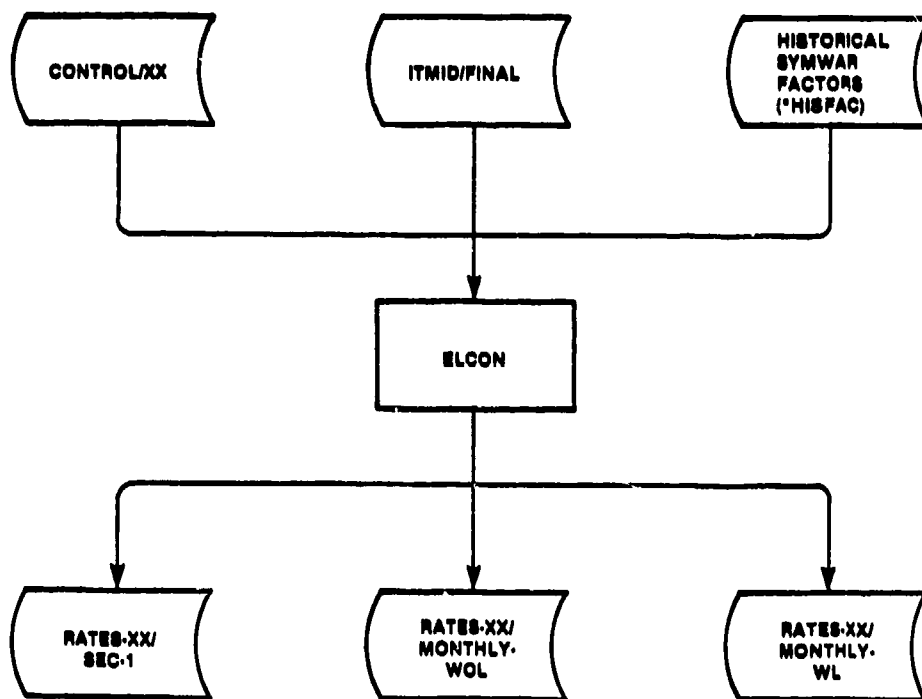 CONTROL/XX
ITMID/FINAL
HISTORICAL
SYMWAR
FACTORS
(*HISFAC)
ELCON
RATES-XX/
SEC-1
RATES-XX/
MONTHLY-
WOL
RATES-XX/
MONTHLY-
WL